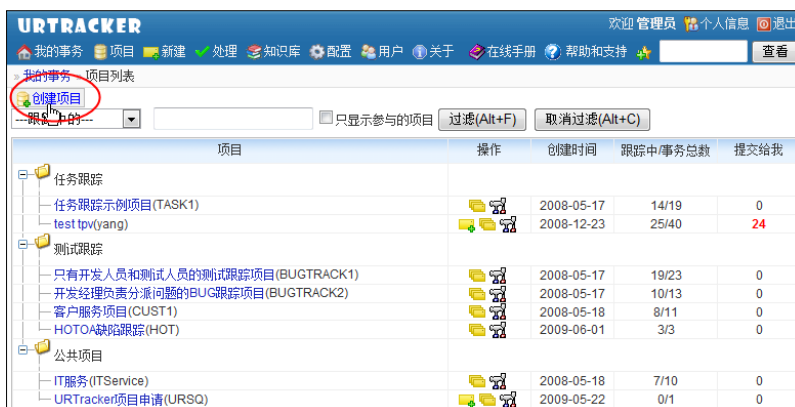 URTRACKER 欢迎 管理员 个人信息 退出
我的事务 项目 新建 处理 知识库 配置 用户 关于 在线手册 帮助和支持 查看
» 我的事务 » 项目列表
创建项目
---跟踪中的--- 只显示参与的项目 过滤(Alt+F) 取消过滤(Alt+C)
项目 操作 创建时间 跟踪中/事务总数 提交给我
任务跟踪
任务跟踪示例项目(TASK1) 2008-05-17 14/19 0
test tpv(yang) 2008-12-23 25/40 24
测试跟踪
只有开发人员和测试人员的测试跟踪项目(BUGTRACK1) 2008-05-17 19/23 0
开发经理负责分派问题的BUG跟踪项目(BUGTRACK2) 2008-05-17 10/13 0
客户服务项目(CUST1) 2008-05-18 8/11 0
HOTOA缺陷跟踪(HOT) 2009-06-01 3/3 0
公共项目
IT服务(ITService) 2008-05-18 7/10 0
URTracker项目申请(URSQ) 2009-05-22 0/1 0